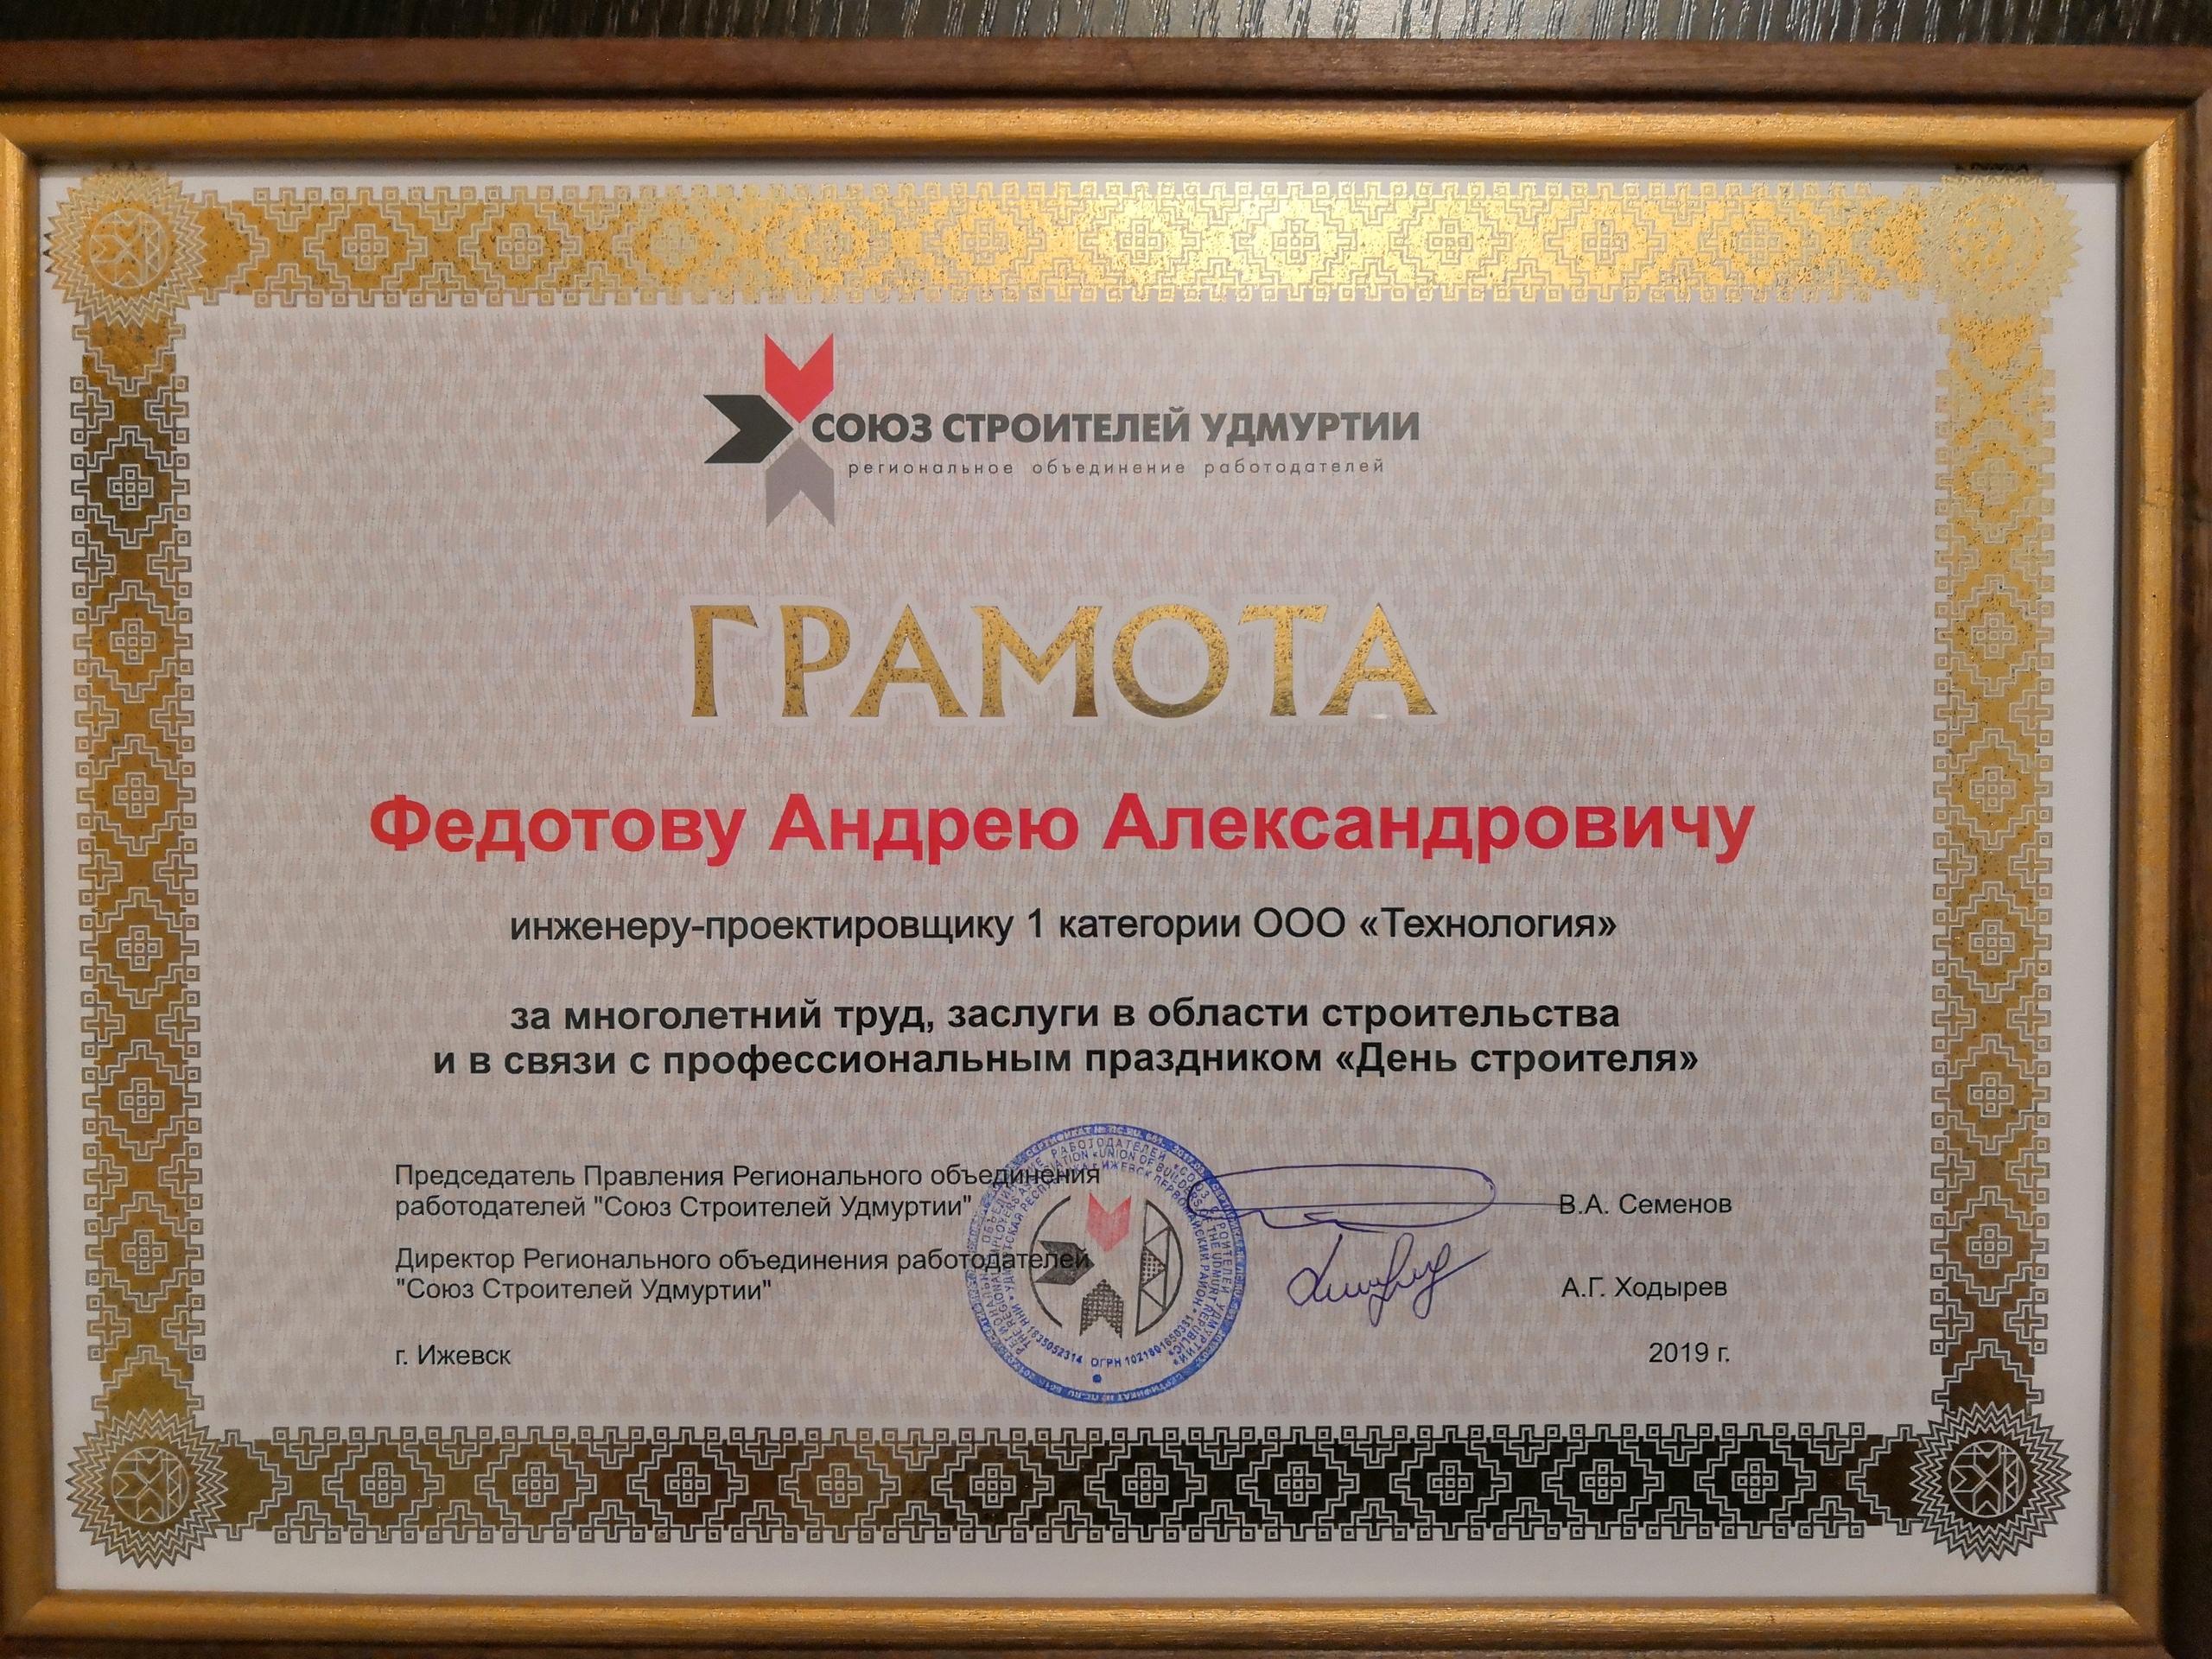 СОЮЗ СТРОИТЕЛЕЙ УДМУРТИИ
региональное объединение работодателей
ГРАМОТА
Федотову Андрею Александровичу
инженеру-проектировщику 1 категории ООО «Технология»
за многолетний труд, заслуги в области строительства
и в связи с профессиональным праздником «День строителя»
Председатель Правления Регионального объединения
работодателей "Союз Строителей Удмуртии"
В.А. Семенов
Директор Регионального объединения работодателей
"Союз Строителей Удмуртии"
А.Г. Ходырев
г. Ижевск
2019 г.